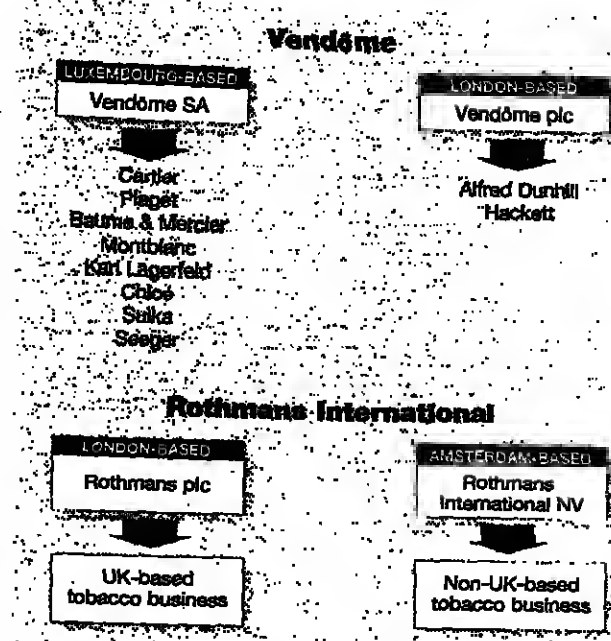 Vendôme
LUXEMBOURG-BASED
Vendôme SA
Cartier
Piaget
Baume & Mercier
Montblanc
Karl Lagerfeld
Chloé
Sulka
Seeger
LONDON-BASED
Vendôme plc
Alfred Dunhill
Hackett
Rothmans International
LONDON-BASED
Rothmans plc
UK-based
tobacco business
AMSTERDAM-BASED
Rothmans
International NV
Non-UK-based
tobacco business